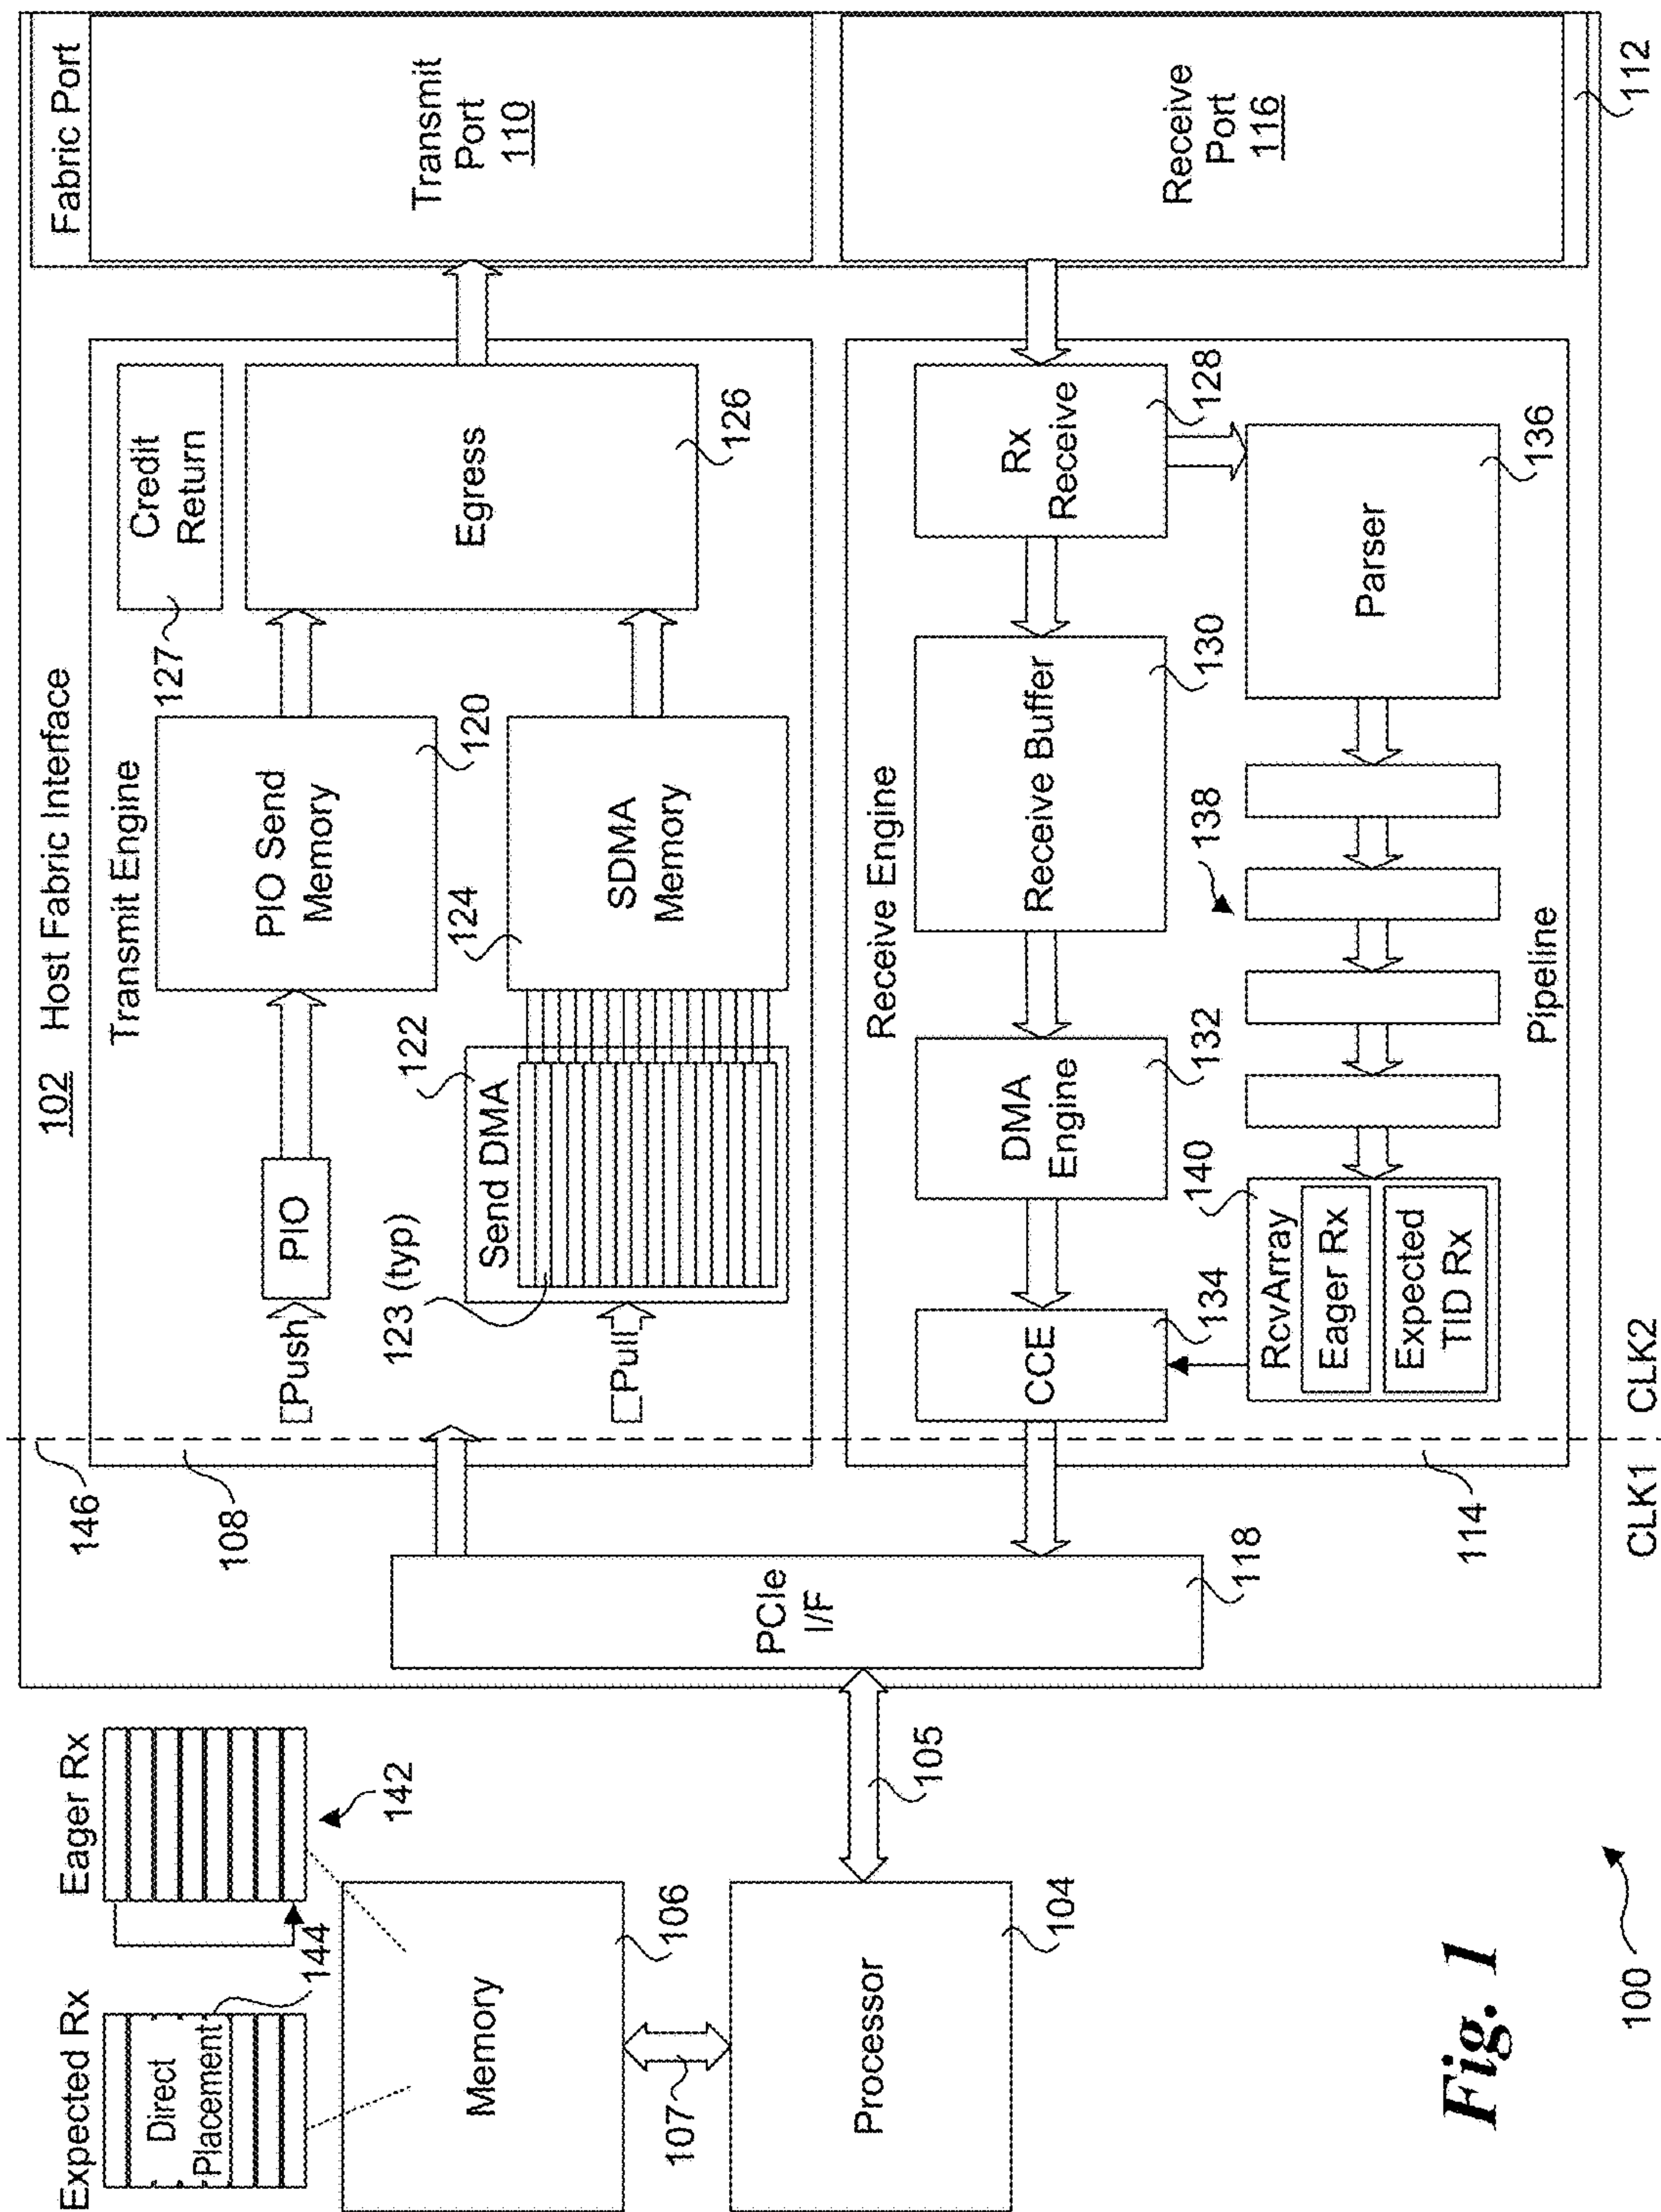 102 Host Fabric Interface
Fabric Port
Transmit Engine
Transmit
Port
110
Credit
Return
127
Egress
126
PIO Send
Memory
120
PIO
Push
123 (typ)
Send DMA
122
124
SDMA
Memory
Pull
146
108
Receive Engine
Receive
Port
116
112
Rx
Receive
128
Receive Buffer
130
DMA
Engine
132
CCE
134
Parser
136
138
Pipeline
140
RcvArray
Eager Rx
Expected
TID Rx
114
CLK1
CLK2
PCIe
I/F
118
105
Expected Rx
Direct
Placement
144
Eager Rx
142
Memory
106
107
Processor
104
Fig. 1
100